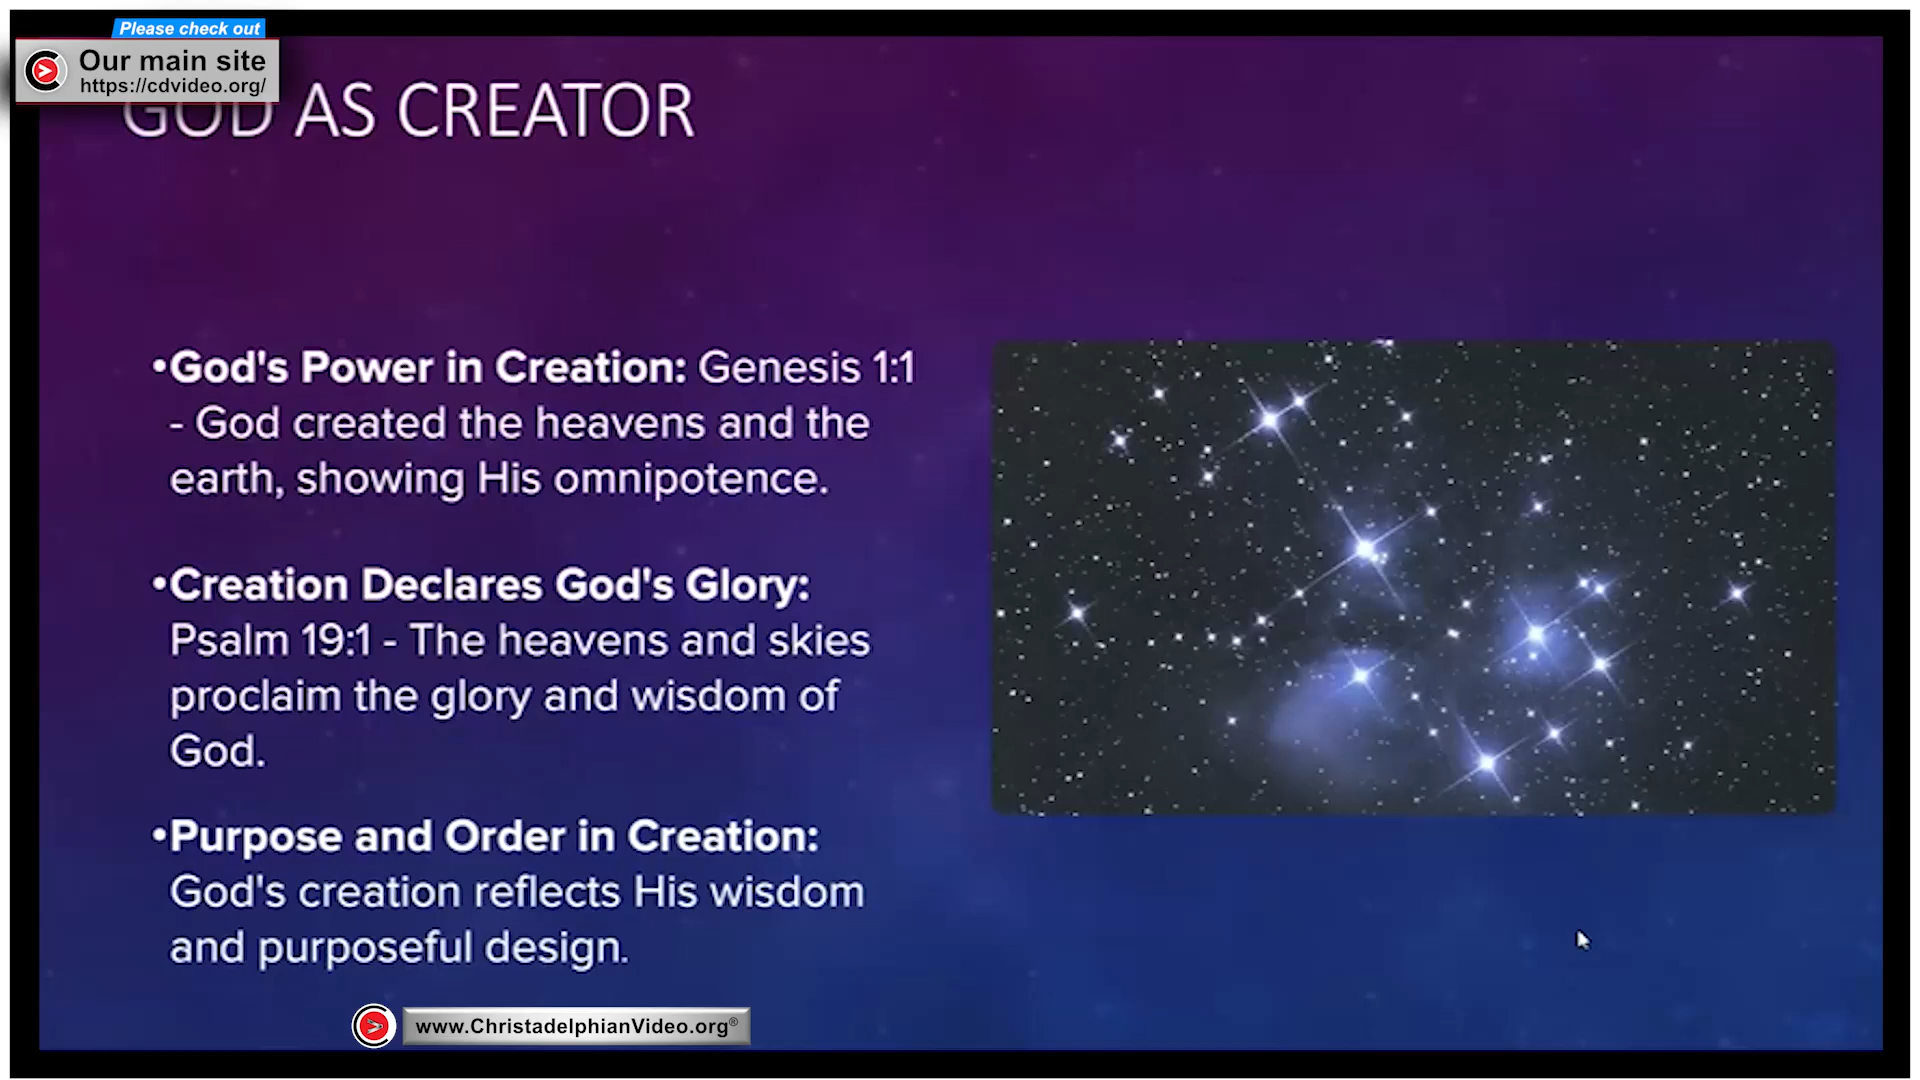 Please check out
Our main site
https://cdvideo.org/
GOD AS CREATOR
•God's Power in Creation: Genesis 1:1
- God created the heavens and the
earth, showing His omnipotence.
•Creation Declares God's Glory:
Psalm 19:1 - The heavens and skies
proclaim the glory and wisdom of
God.
•Purpose and Order in Creation:
God's creation reflects His wisdom
and purposeful design.
www.ChristadelphianVideo.org®